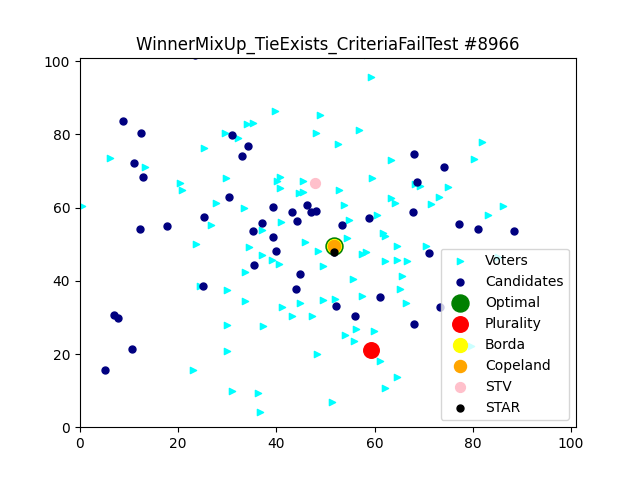 WinnerMixUp_TieExists_CriteriaFailTest #8966
100
80
60
40
20
0
0
20
40
60
80
100
Voters
Candidates
Optimal
Plurality
Borda
Copeland
STV
STAR